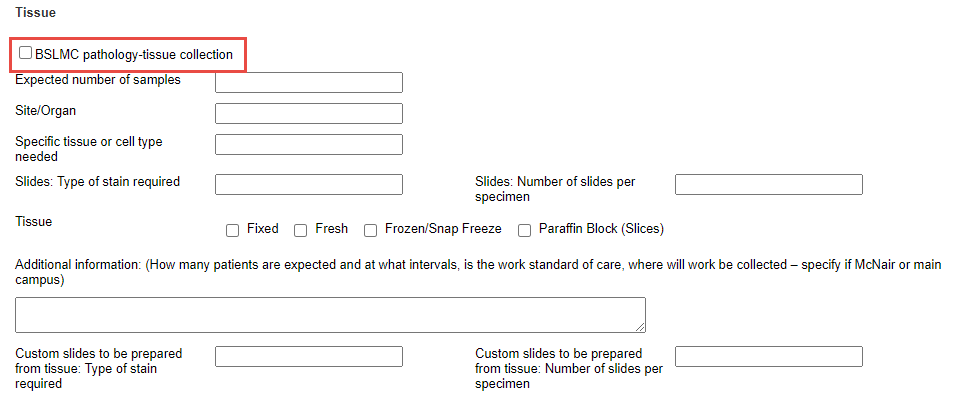 Tissue
BSLMC pathology-tissue collection
Expected number of samples
Site/Organ
Specific tissue or cell type
needed
Slides: Type of stain required
Slides: Number of slides per
specimen
Tissue
Fixed Fresh Frozen/Snap Freeze Paraffin Block (Slices)
Additional information: (How many patients are expected and at what intervals, is the work standard of care, where will work be collected – specify if McNair or main
campus)
Custom slides to be prepared
from tissue: Type of stain
required
Custom slides to be prepared
from tissue: Number of slides per
specimen